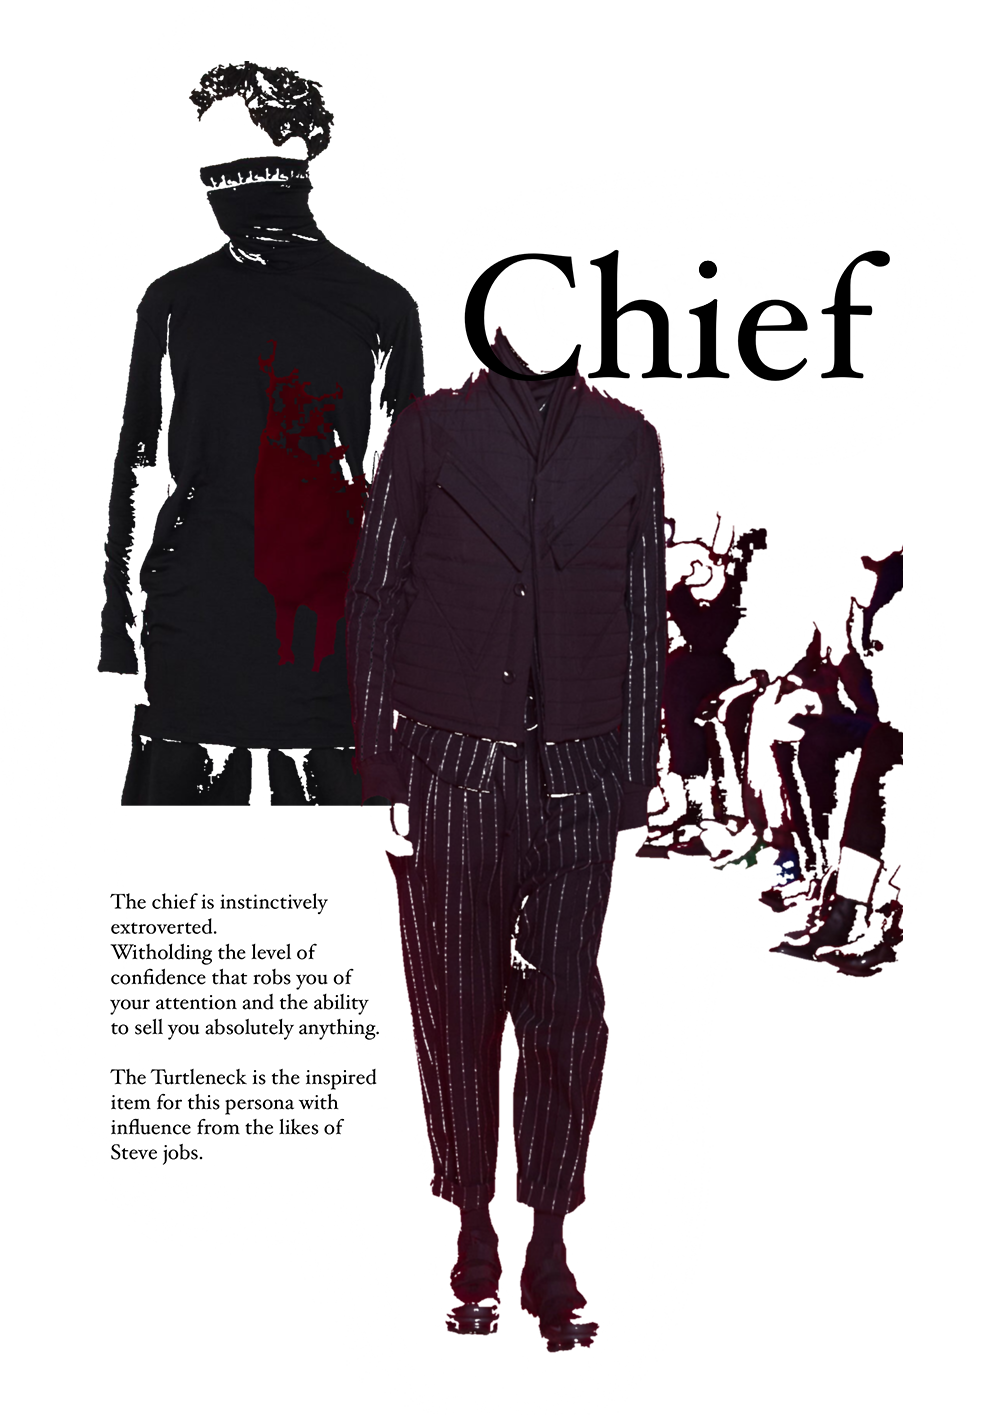 Chief
The chief is instinctively
extroverted.
Witholding the level of
confidence that robs you of
your attention and the ability
to sell you absolutely anything.
The Turtleneck is the inspired
item for this persona with
influence from the likes of
Steve jobs.